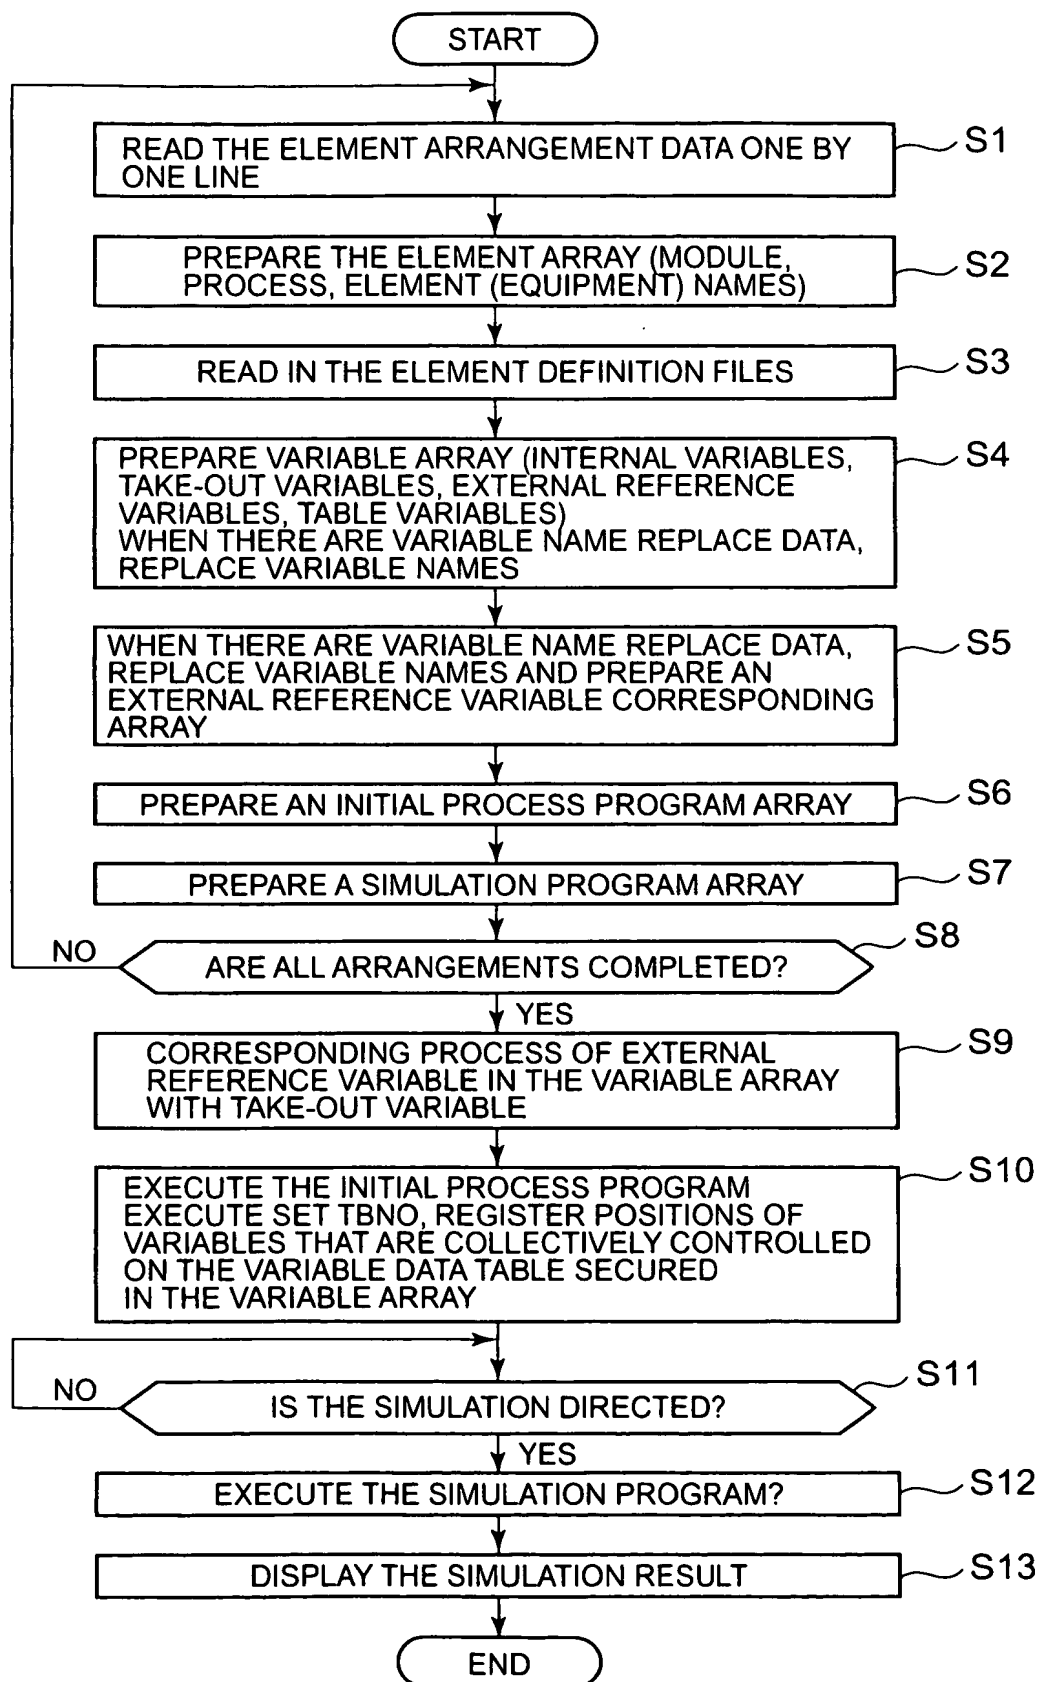 START
READ THE ELEMENT ARRANGEMENT DATA ONE BY
ONE LINE
S1
PREPARE THE ELEMENT ARRAY (MODULE,
PROCESS, ELEMENT (EQUIPMENT) NAMES)
S2
READ IN THE ELEMENT DEFINITION FILES
S3
PREPARE VARIABLE ARRAY (INTERNAL VARIABLES,
TAKE-OUT VARIABLES, EXTERNAL REFERENCE
VARIABLES, TABLE VARIABLES)
WHEN THERE ARE VARIABLE NAME REPLACE DATA,
REPLACE VARIABLE NAMES
S4
WHEN THERE ARE VARIABLE NAME REPLACE DATA,
REPLACE VARIABLE NAMES AND PREPARE AN
EXTERNAL REFERENCE VARIABLE CORRESPONDING
ARRAY
S5
PREPARE AN INITIAL PROCESS PROGRAM ARRAY
S6
PREPARE A SIMULATION PROGRAM ARRAY
S7
NO
ARE ALL ARRANGEMENTS COMPLETED?
S8
YES
CORRESPONDING PROCESS OF EXTERNAL
REFERENCE VARIABLE IN THE VARIABLE ARRAY
WITH TAKE-OUT VARIABLE
S9
EXECUTE THE INITIAL PROCESS PROGRAM
EXECUTE SET TBNO, REGISTER POSITIONS OF
VARIABLES THAT ARE COLLECTIVELY CONTROLLED
ON THE VARIABLE DATA TABLE SECURED
IN THE VARIABLE ARRAY
S10
NO
IS THE SIMULATION DIRECTED?
S11
YES
EXECUTE THE SIMULATION PROGRAM?
S12
DISPLAY THE SIMULATION RESULT
S13
END